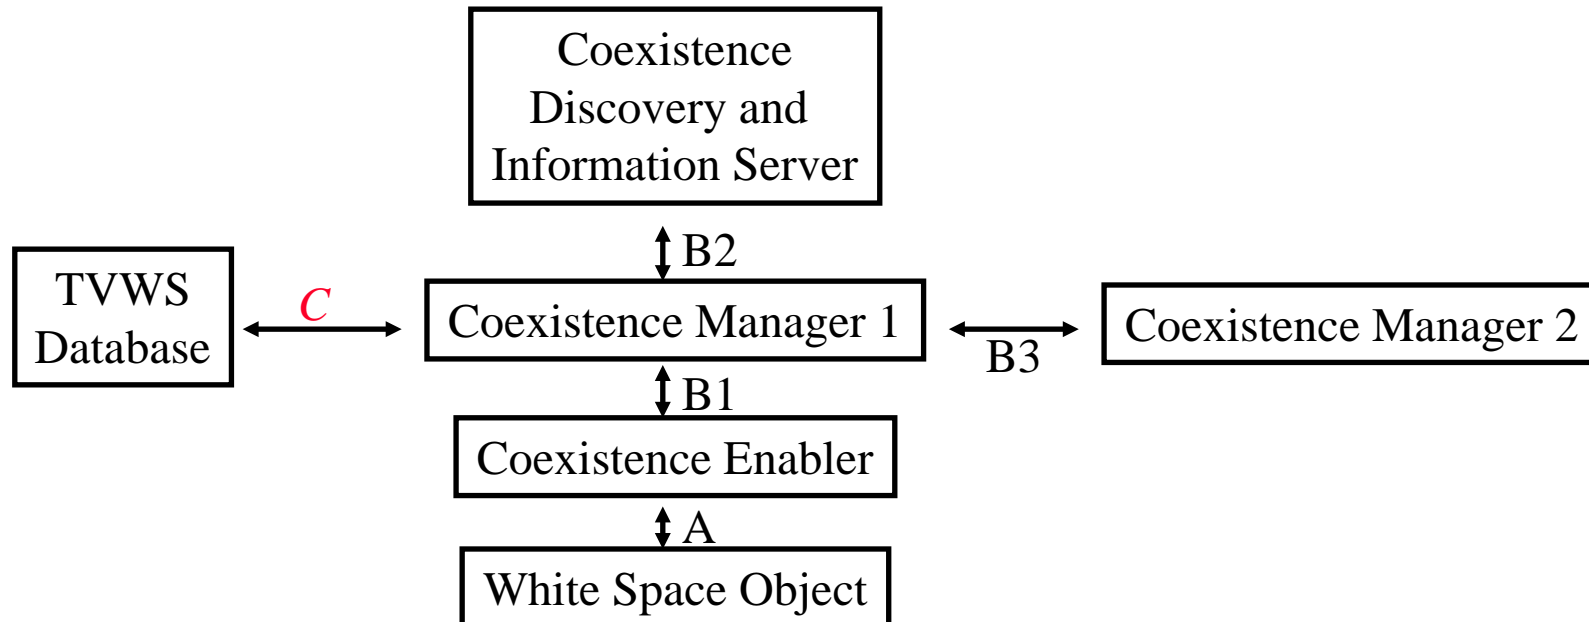 Coexistence
Discovery and
Information Server
B2
TVWS
Database
C
Coexistence Manager 1
B3
Coexistence Manager 2
B1
Coexistence Enabler
A
White Space Object